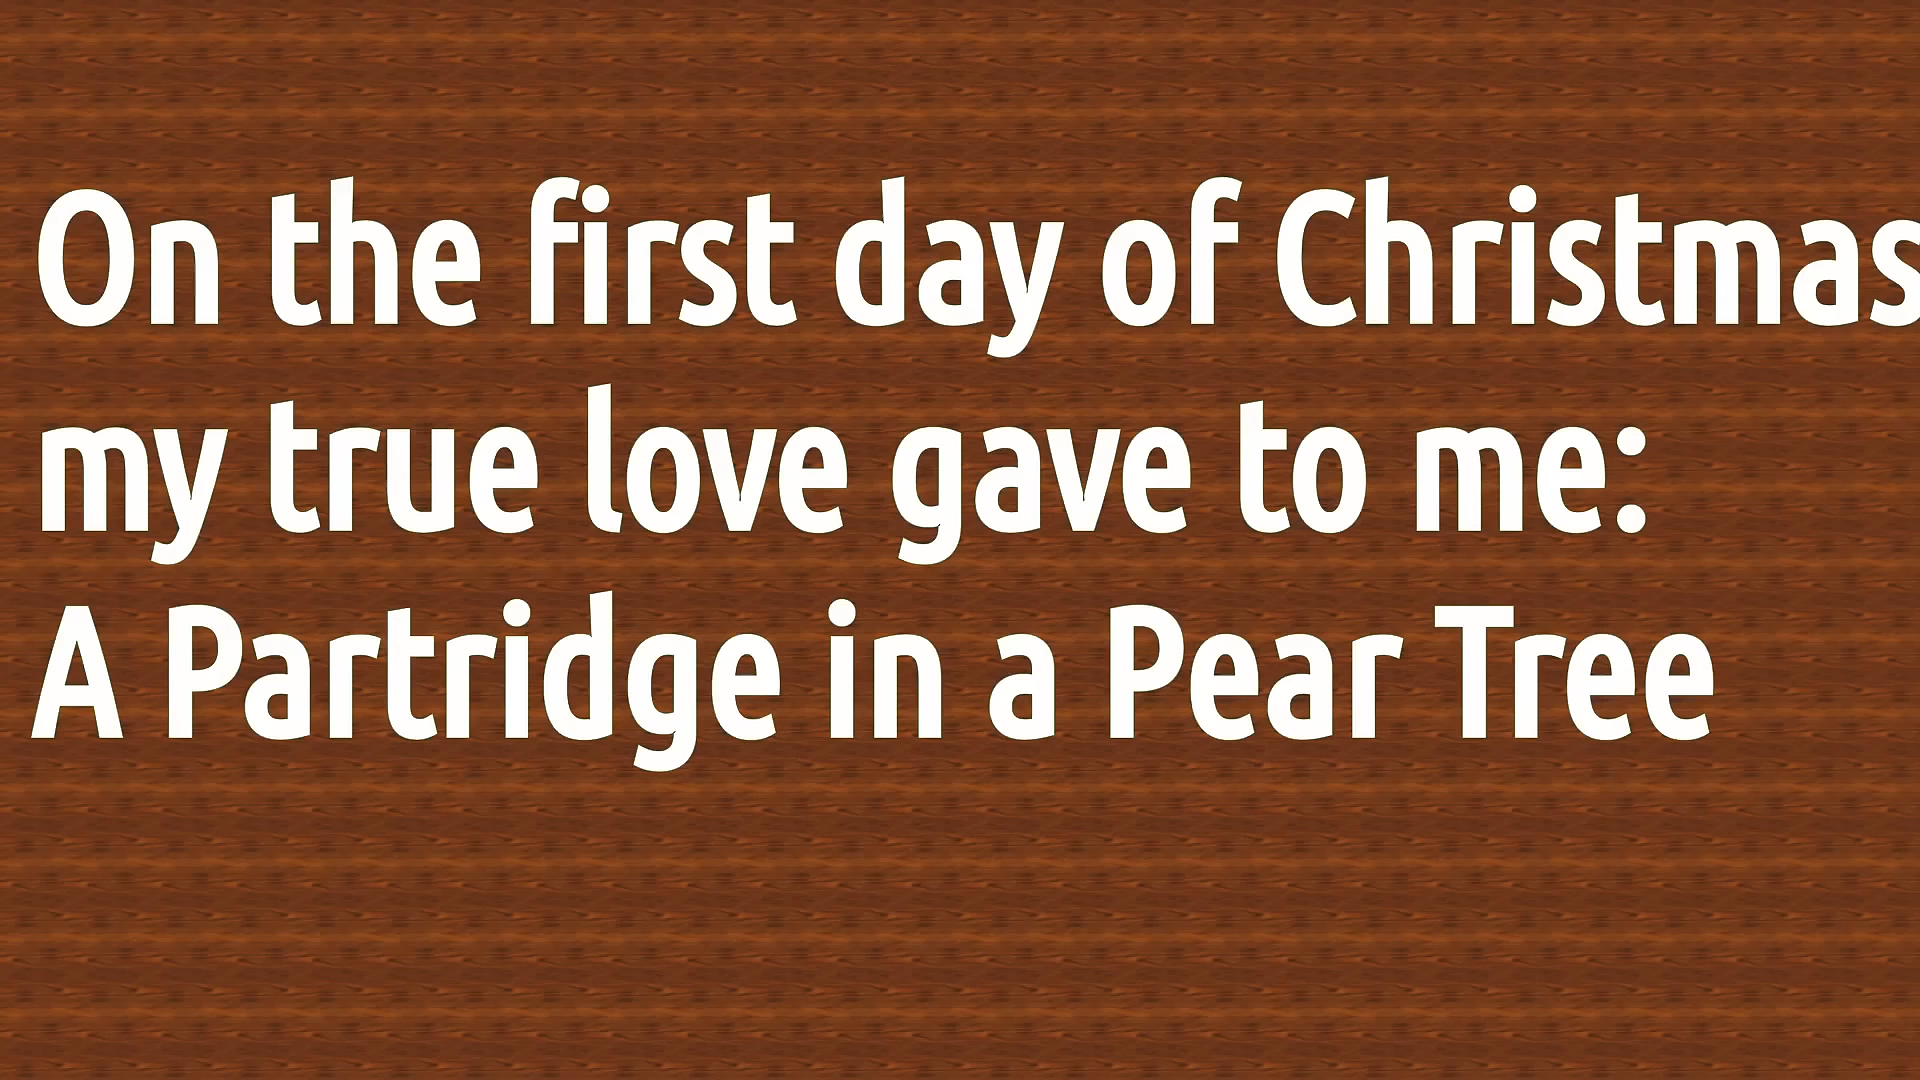 On the first day of Christmas
my true love gave to me:
A Partridge in a Pear Tree